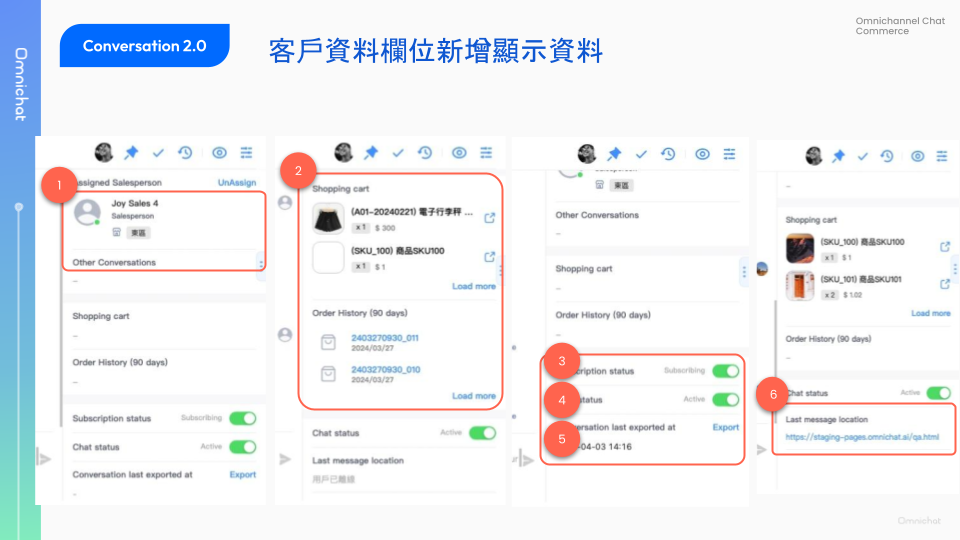 Omnichat
Conversation 2.0
客戶資料欄位新增顯示資料
Omnichannel Chat
Commerce
1
ssigned Salesperson
UnAssign
Joy Sales 4
Salesperson
東區
Other Conversations
–
Shopping cart
–
Order History (90 days)
–
Subscription status
Subscribing
Chat status
Active
Conversation last exported at
Export
–
2
Shopping cart
(A01-20240221) 電子行李秤 ...
x 1 $ 300
(SKU_100) 商品SKU100
x 1 $ 1
Load more
Order History (90 days)
2403270930_011
2024/03/27
2403270930_010
2024/03/27
Load more
Chat status
Active
Last message location
用戶已離線
東區
Other Conversations
–
Shopping cart
–
Order History (90 days)
–
3
cription status
Subscribing
4
status
Active
5
ersation last exported at
Export
-04-03 14:16
–
Shopping cart
(SKU_100) 商品SKU100
x 1 $ 1
(SKU_101) 商品SKU101
x 2 $ 1.02
Load more
Order History (90 days)
–
6
Chat status
Active
Last message location
https://staging-pages.omnichat.ai/qa.html
Omnichat